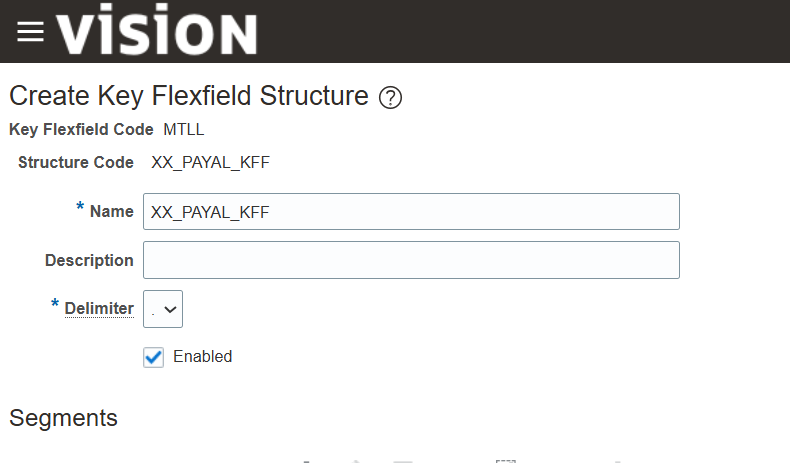 VISION
Create Key Flexfield Structure ?
Key Flexfield Code MTLL
Structure Code XX_PAYAL_KFF
* Name XX_PAYAL_KFF
Description
* Delimiter .
Enabled
Segments